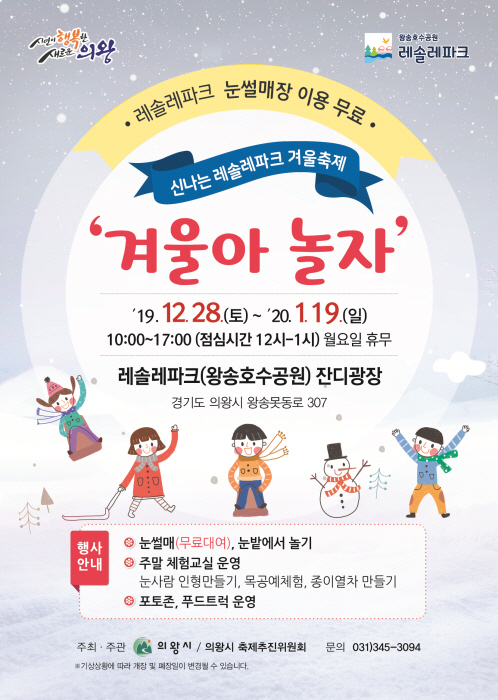 시민이 행복한
새로운 의왕
왕송호수공원
레솔레파크
• 레솔레파크 눈썰매장 이용 무료 •
신나는 레솔레파크 겨울축제
‘겨울아 놀자’
’19. 12. 28.(토) ~ ’20. 1. 19.(일)
10:00~17:00 (점심시간 12시-1시) 월요일 휴무
레솔레파크(왕송호수공원) 잔디광장
경기도 의왕시 왕송못동로 307
행사
안내
눈썰매(무료대여), 눈밭에서 놀기
주말 체험교실 운영
눈사람 인형만들기, 목공예체험, 종이열차 만들기
포토존, 푸드트럭 운영
주최 · 주관 의왕시 / 의왕시 축제추진위원회 문의 031)345-3094
※기상상황에 따라 개장 및 폐장일이 변경될 수 있습니다.